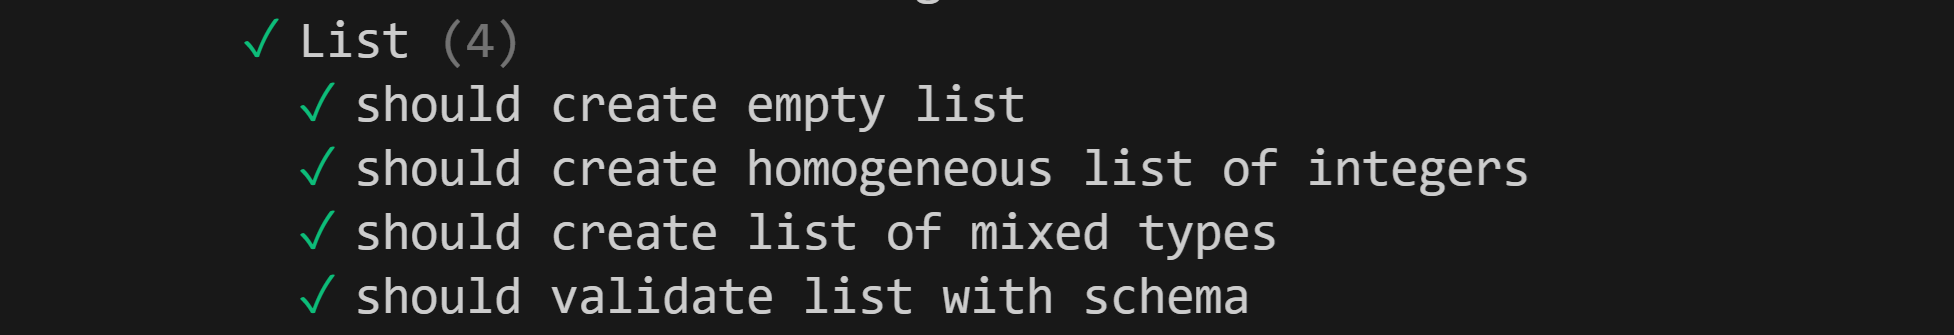 ✓ List (4)
✓ should create empty list
✓ should create homogeneous list of integers
✓ should create list of mixed types
✓ should validate list with schema